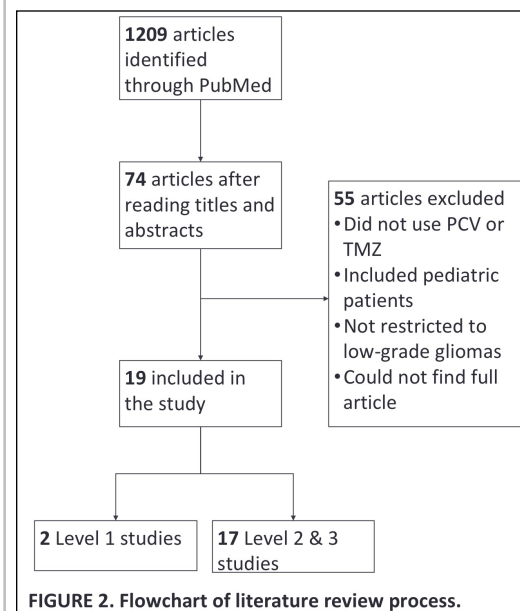 1209 articles
identified
through PubMed
74 articles after
reading titles and
abstracts
55 articles excluded
•Did not use PCV or
TMZ
•Included pediatric
patients
•Not restricted to
low-grade gliomas
•Could not find full
article
19 included in
the study
2 Level 1 studies
17 Level 2 & 3
studies
FIGURE 2. Flowchart of literature review process.